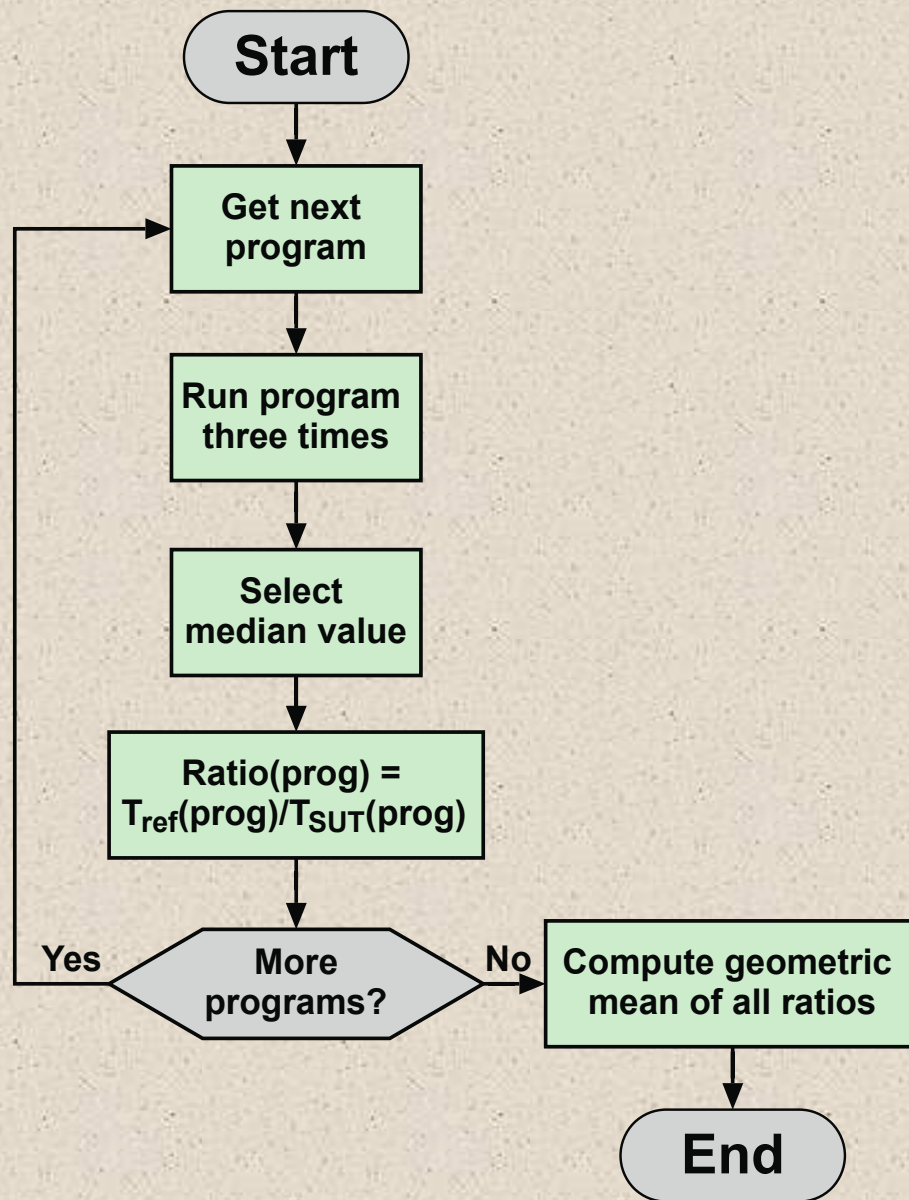 Start
Get next
program
Run program
three times
Select
median value
Ratio(prog) =
Tref(prog)/TSUT(prog)
More
programs?
Yes
No
Compute geometric
mean of all ratios
End